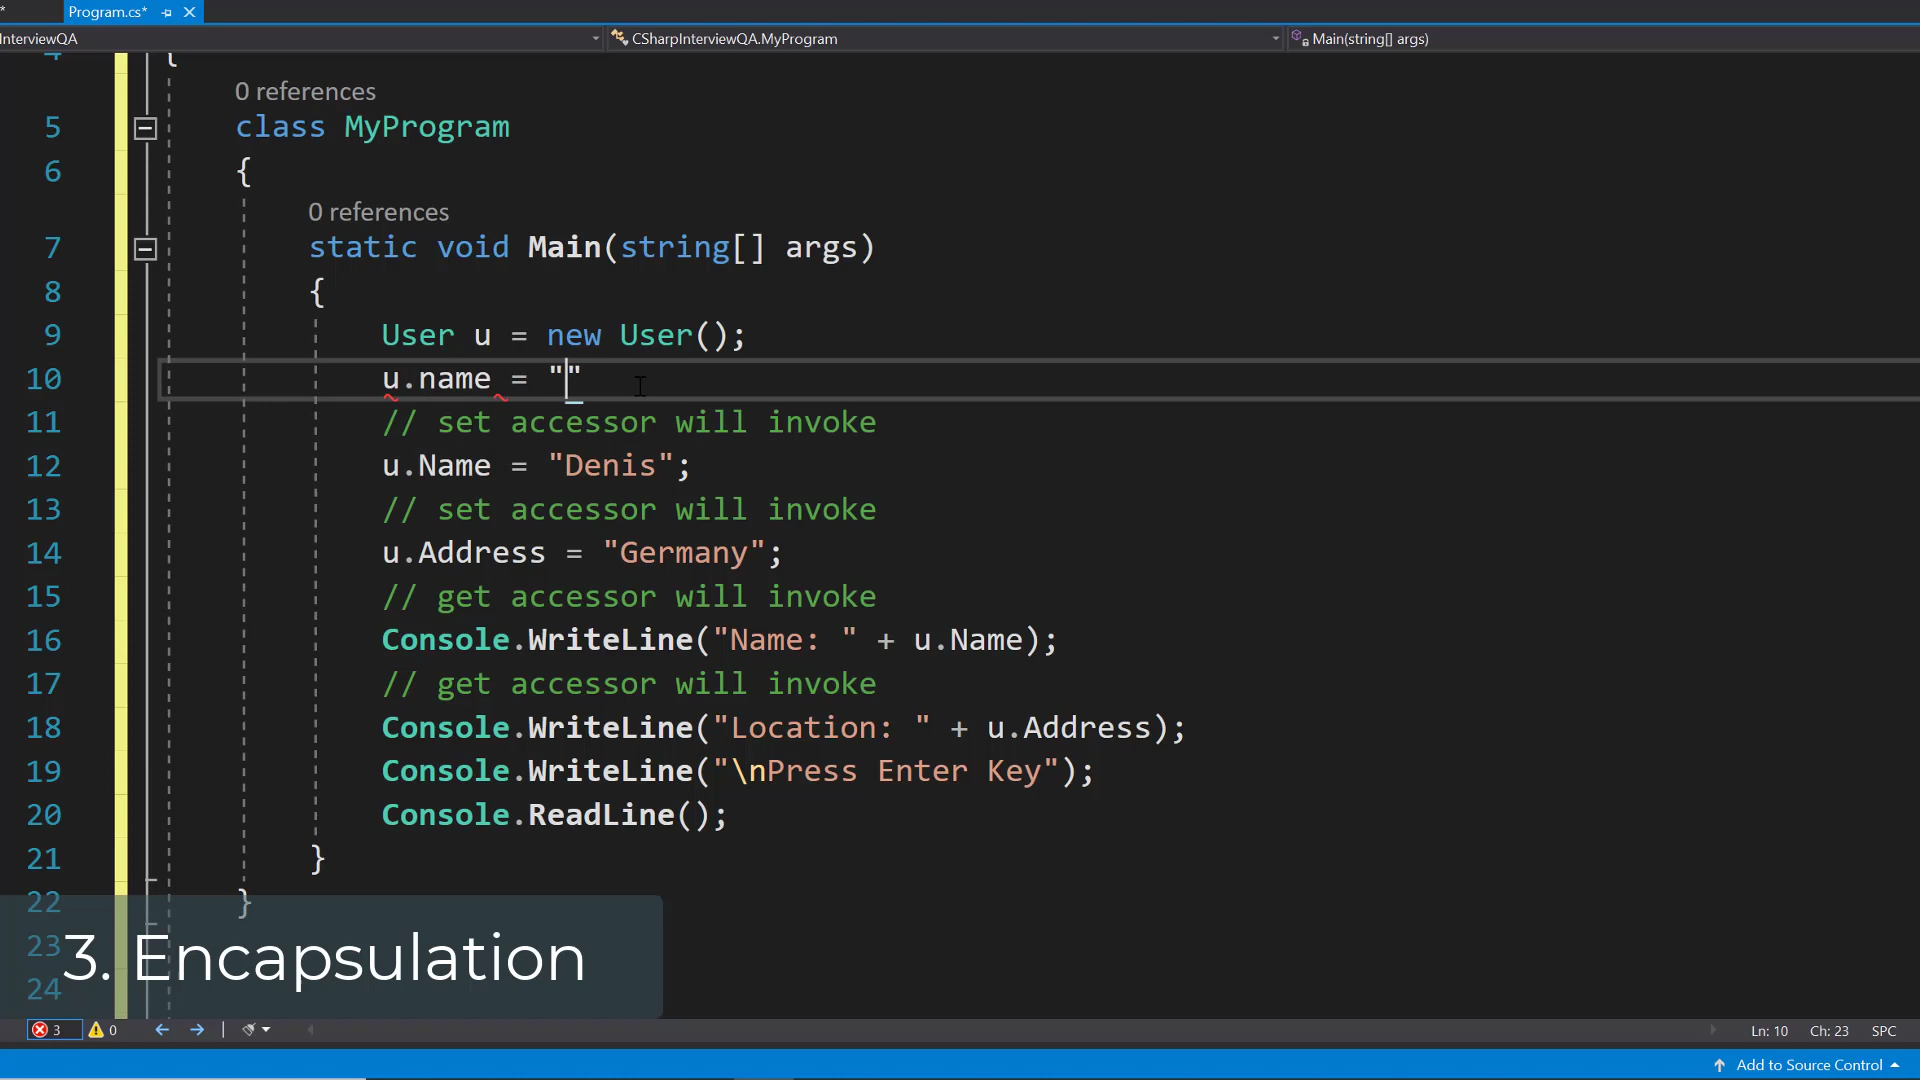 Program.cs*
InterviewQA
CSharpInterviewQA.MyProgram
Main(string[] args)
4
{
0 references
5 class MyProgram
6 {
0 references
7 static void Main(string[] args)
8 {
9 User u = new User();
10 u.name = ""
11 // set accessor will invoke
12 u.Name = "Denis";
13 // set accessor will invoke
14 u.Address = "Germany";
15 // get accessor will invoke
16 Console.WriteLine("Name: " + u.Name);
17 // get accessor will invoke
18 Console.WriteLine("Location: " + u.Address);
19 Console.WriteLine("\nPress Enter Key");
20 Console.ReadLine();
21 }
22 }
23
3. Encapsulation
24
3 0
Ln: 10 Ch: 23 SPC
Add to Source Control